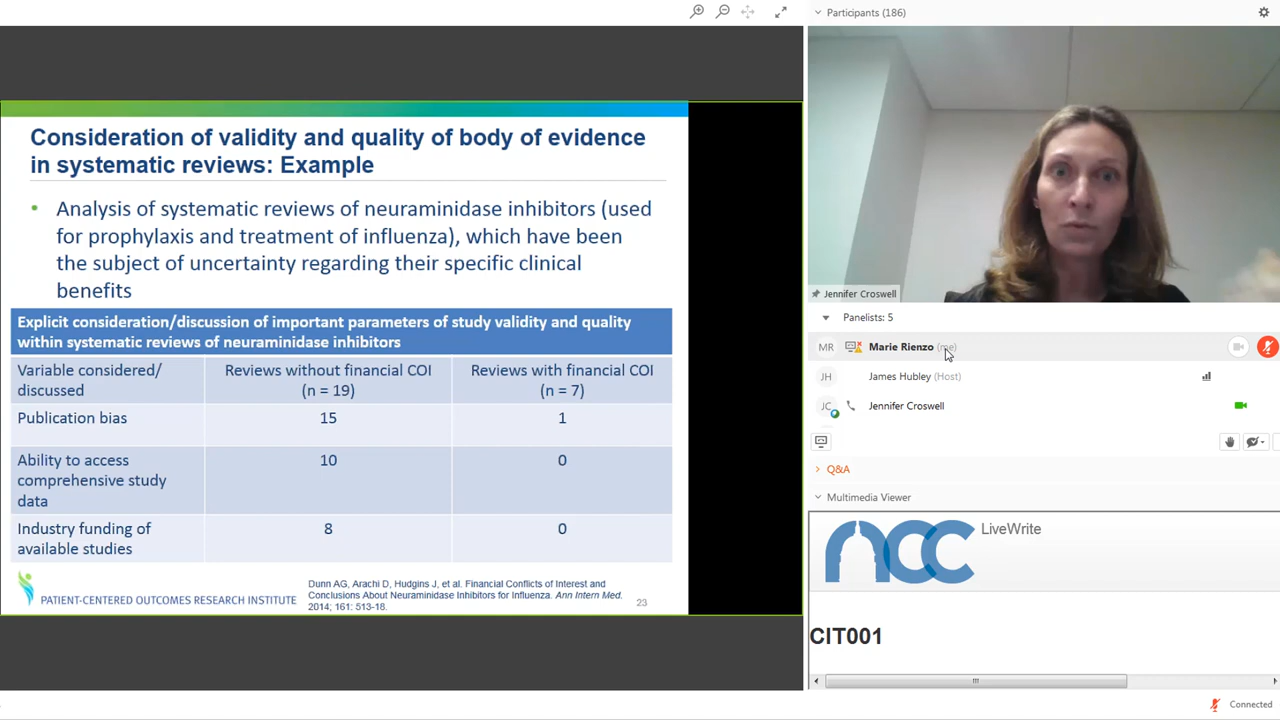 Consideration of validity and quality of body of evidence
in systematic reviews: Example
• Analysis of systematic reviews of neuraminidase inhibitors (used
for prophylaxis and treatment of influenza), which have been
the subject of uncertainty regarding their specific clinical
benefits
Explicit consideration/discussion of important parameters of study validity and quality
within systematic reviews of neuraminidase inhibitors
Variable considered/
discussed
Reviews without financial COI
(n = 19)
Reviews with financial COI
(n = 7)
Publication bias
15
1
Ability to access
comprehensive study
data
10
0
Industry funding of
available studies
8
0
PATIENT-CENTERED OUTCOMES RESEARCH INSTITUTE
Dunn AG, Arachi D, Hudgins J, et al. Financial Conflicts of Interest and
Conclusions About Neuraminidase Inhibitors for Influenza. Ann Intern Med.
2014; 161: 513-18.
23
Participants (186)
Jennifer Croswell
Panelists: 5
MR Marie Rienzo (me)
JH James Hubley (Host)
JC Jennifer Croswell
Q&A
Multimedia Viewer
ACC LiveWrite
CIT001
Connected